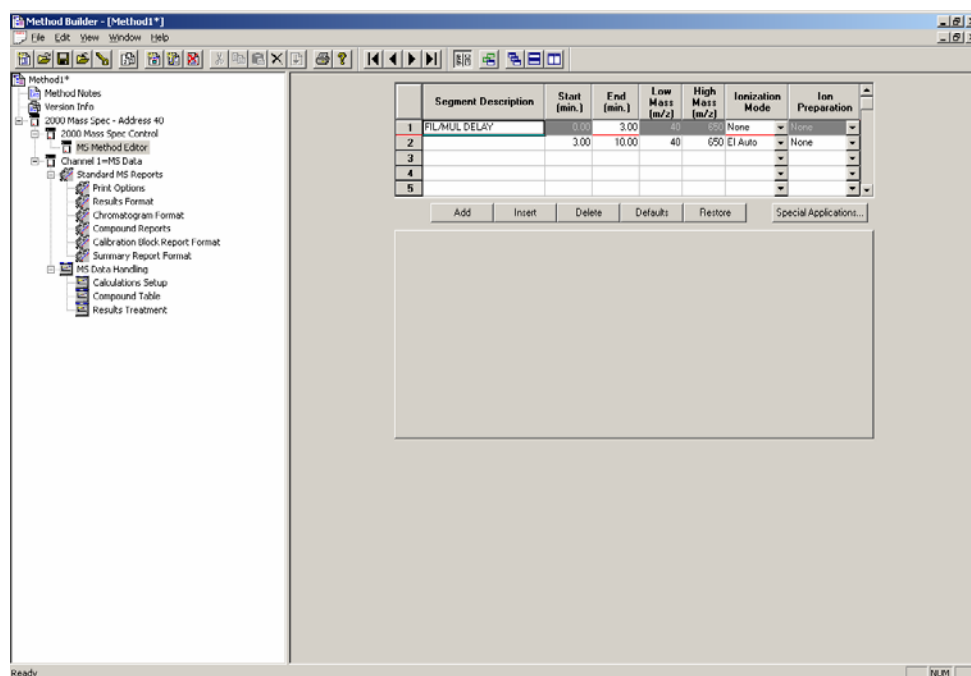 Method Builder - [Method1*]
File Edit View Window Help
Method1*
Method Notes
Version Info
2000 Mass Spec - Address 40
2000 Mass Spec Control
MS Method Editor
Channel 1=MS Data
Standard MS Reports
Print Options
Results Format
Chromatogram Format
Compound Reports
Calibration Block Report Format
Summary Report Format
MS Data Handling
Calculations Setup
Compound Table
Results Treatment
Segment Description Start (min.) End (min.) Low Mass (m/z) High Mass (m/z) Ionization Mode Ion Preparation
1 FIL/MUL DELAY 0.00 3.00 40 650 None None
2 3.00 10.00 40 650 EI Auto None
3
4
5
Add Insert Delete Defaults Restore Special Applications...
Ready NUM